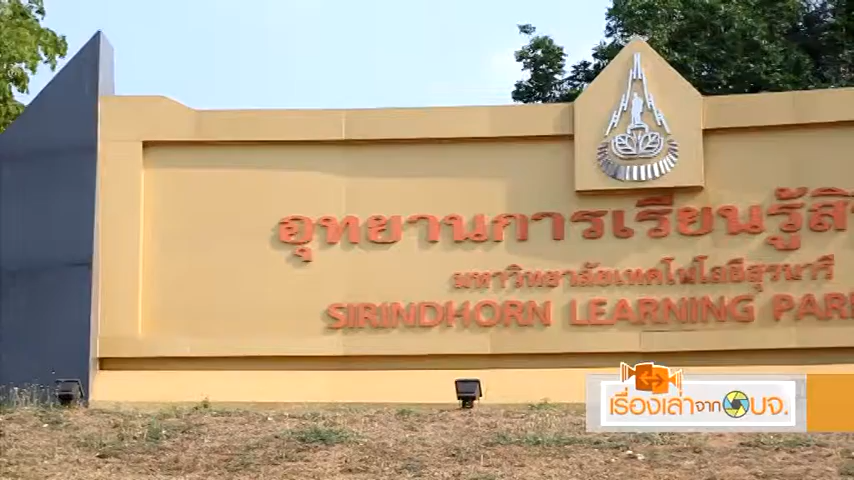 อุทยานการเรียนรู้สิ
มหาวิทยาลัยเทคโนโลยีสุรนารี
SIRINDHORN LEARNING PARK
เรื่องเล่าจาก บจ.